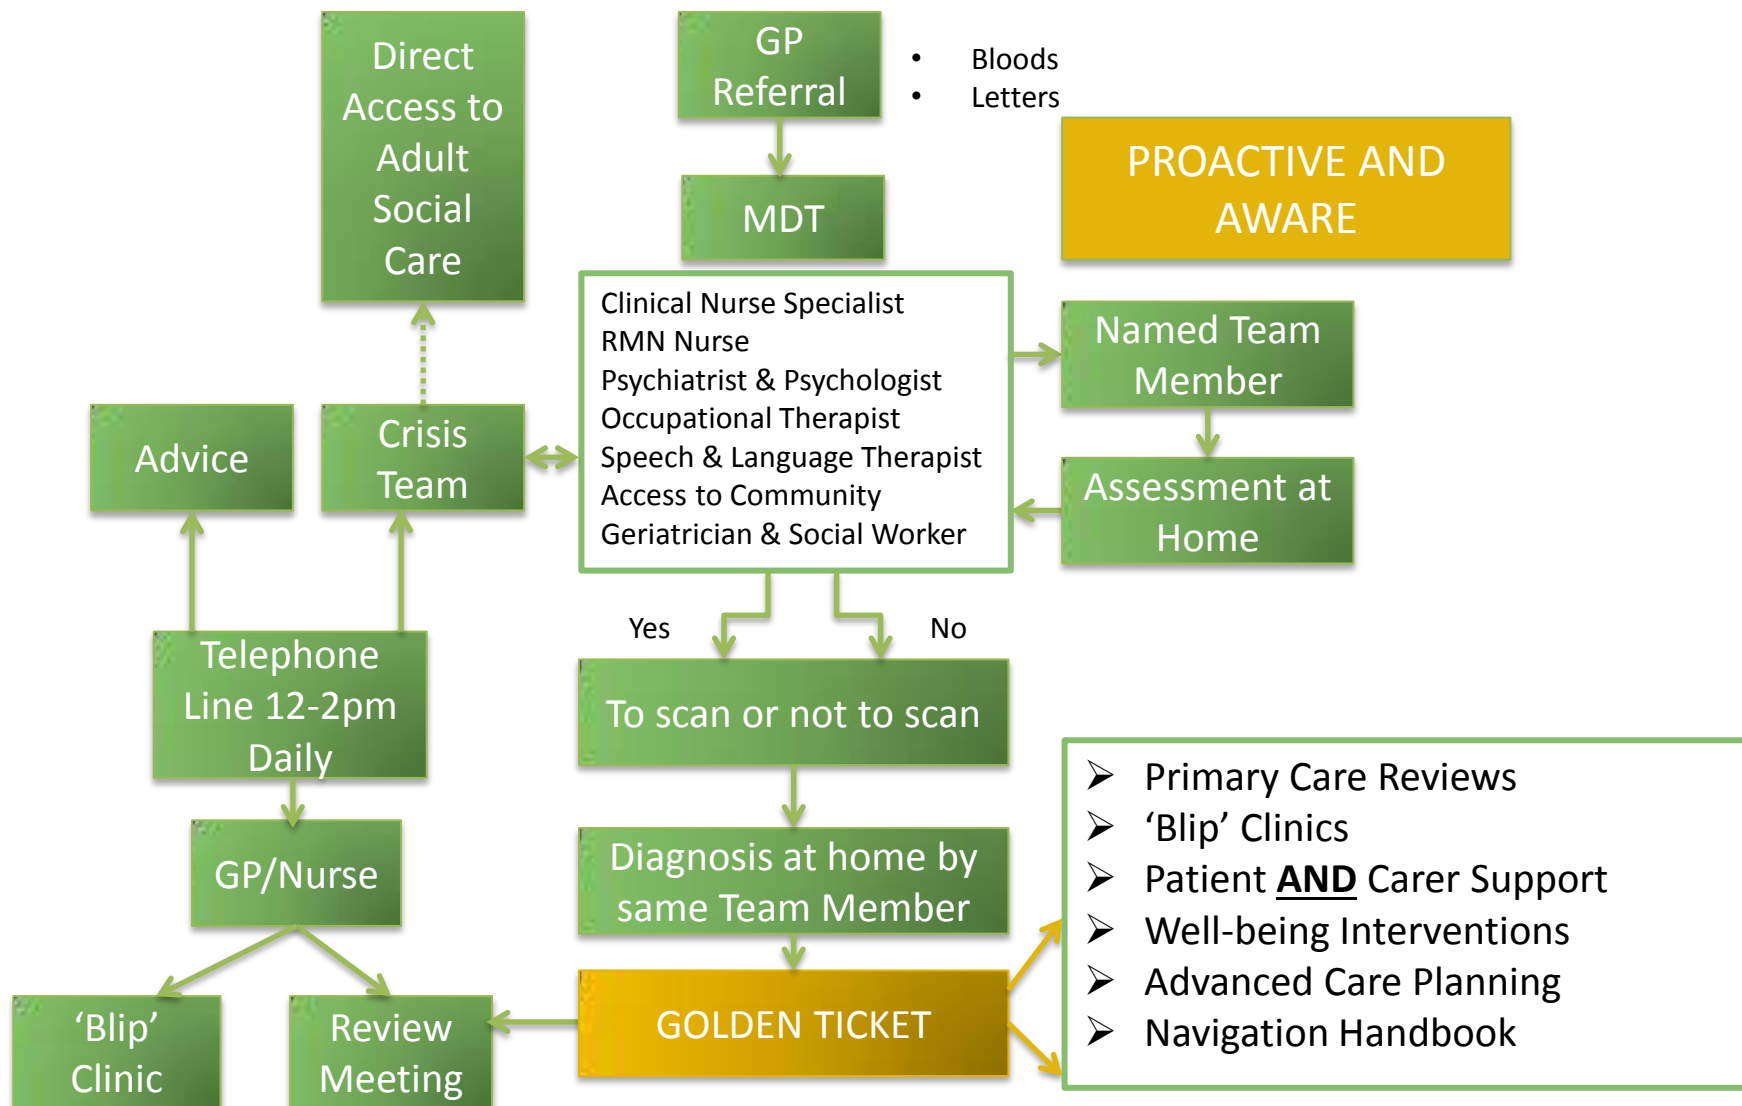 Direct
Access to
Adult
Social
Care
GP
Referral
• Bloods
• Letters
PROACTIVE AND
AWARE
MDT
Clinical Nurse Specialist
RMN Nurse
Psychiatrist & Psychologist
Occupational Therapist
Speech & Language Therapist
Access to Community
Geriatrician & Social Worker
Named Team
Member
Assessment at
Home
Advice
Crisis
Team
Telephone
Line 12-2pm
Daily
Yes
No
To scan or not to scan
GP/Nurse
Diagnosis at home by
same Team Member
‘Blip’
Clinic
Review
Meeting
GOLDEN TICKET
➢ Primary Care Reviews
➢ ‘Blip’ Clinics
➢ Patient AND Carer Support
➢ Well-being Interventions
➢ Advanced Care Planning
➢ Navigation Handbook